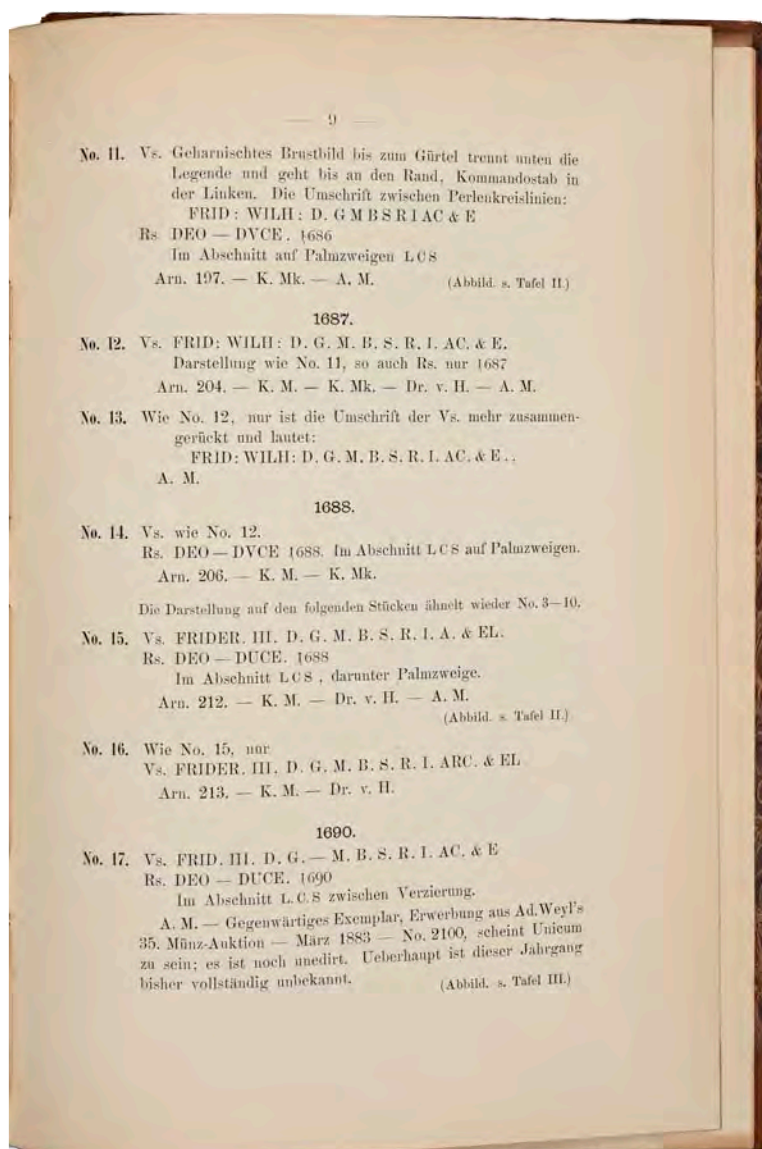 — 9 —
No. 11. Vs. Geharnischtes Brustbild bis zum Gürtel trennt unten die
Legende und geht bis an den Rand, Kommandostab in
der Linken. Die Umschrift zwischen Perlenkreislinien:
FRID : WILH : D. G M B S R I AC & E
Rs DEO — DVCE . 1686
Im Abschnitt auf Palmzweigen L C S
Arn. 197. — K. Mk. — A. M. (Abbild. s. Tafel II.)
1687.
No. 12. Vs. FRID: WILH: D. G. M. B. S. R. I. AC. & E.
Darstellung wie No. 11, so auch Rs. nur 1687
Arn. 204. — K. M. — K. Mk. — Dr. v. H. — A. M.
No. 13. Wie No. 12, nur ist die Umschrift der Vs. mehr zusammen-
gerückt und lautet:
FRID: WILH: D. G. M. B. S. R. I. AC. & E . .
A. M.
1688.
No. 14. Vs. wie No. 12.
Rs. DEO — DVCE 1688. Im Abschnitt L C S auf Palmzweigen.
Arn. 206. — K. M. — K. Mk.
Die Darstellung auf den folgenden Stücken ähnelt wieder No. 3—10.
No. 15. Vs. FRIDER. III. D. G. M. B. S. R. I. A. & EL.
Rs. DEO — DUCE. 1688
Im Abschnitt L C S , darunter Palmzweige.
Arn. 212. — K. M. — Dr. v. H. — A. M.
(Abbild. s. Tafel II.)
No. 16. Wie No. 15, nur
Vs. FRIDER. III. D. G. M. B. S. R. I. ARC. & EL
Arn. 213. — K. M. — Dr. v. H.
1690.
No. 17. Vs. FRID. III. D. G. — M. B. S. R. I. AC. & E
Rs. DEO — DUCE. 1690
Im Abschnitt L. C. S zwischen Verzierung.
A. M. — Gegenwärtiges Exemplar, Erwerbung aus Ad. Weyl's
35. Münz-Auktion — März 1883 — No. 2100, scheint Unicum
zu sein; es ist noch unedirt. Ueberhaupt ist dieser Jahrgang
bisher vollständig unbekannt. (Abbild. s. Tafel III.)